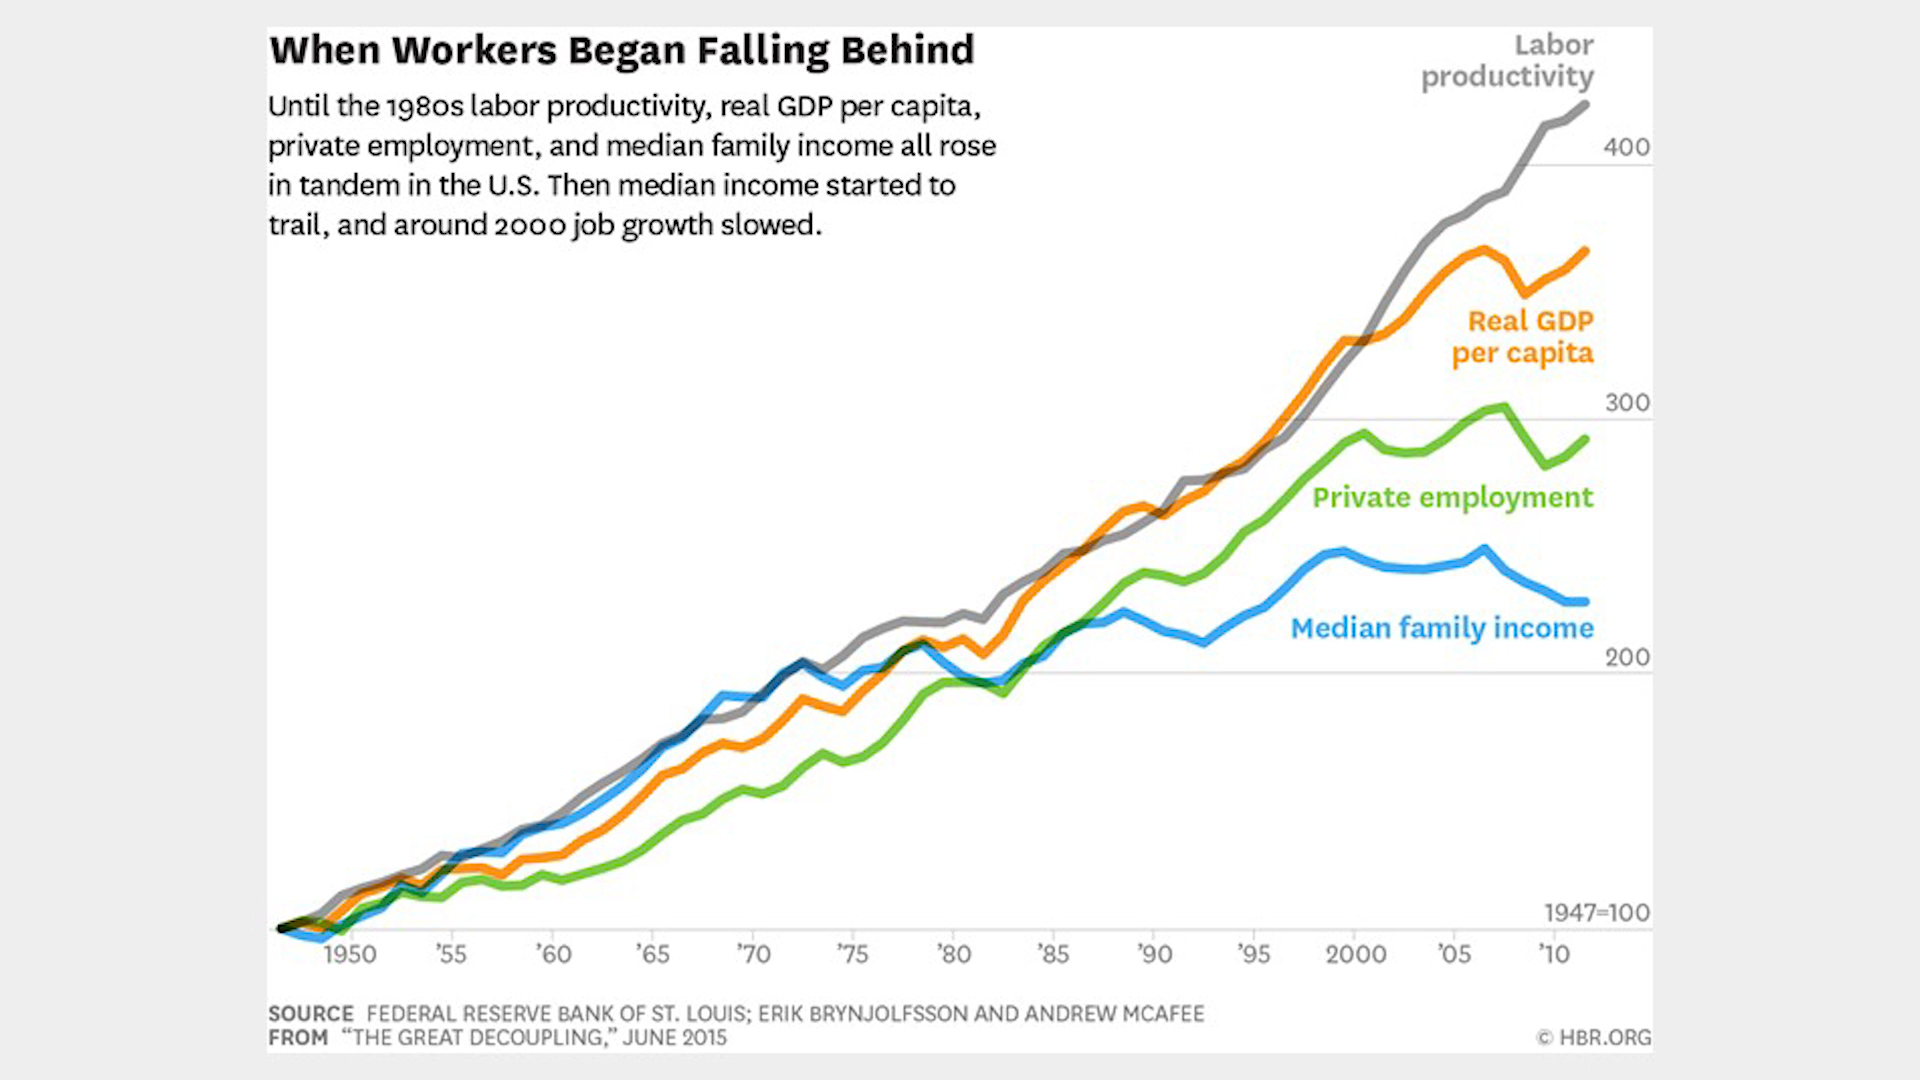 When Workers Began Falling Behind
Until the 1980s labor productivity, real GDP per capita,
private employment, and median family income all rose
in tandem in the U.S. Then median income started to
trail, and around 2000 job growth slowed.
Labor
productivity
400
Real GDP
per capita
300
Private employment
Median family income
200
1947=100
1950 ’55 ’60 ’65 ’70 ’75 ’80 ’85 ’90 ’95 2000 ’05 ’10
SOURCE FEDERAL RESERVE BANK OF ST. LOUIS; ERIK BRYNJOLFSSON AND ANDREW MCAFEE
FROM “THE GREAT DECOUPLING,” JUNE 2015
© HBR.ORG